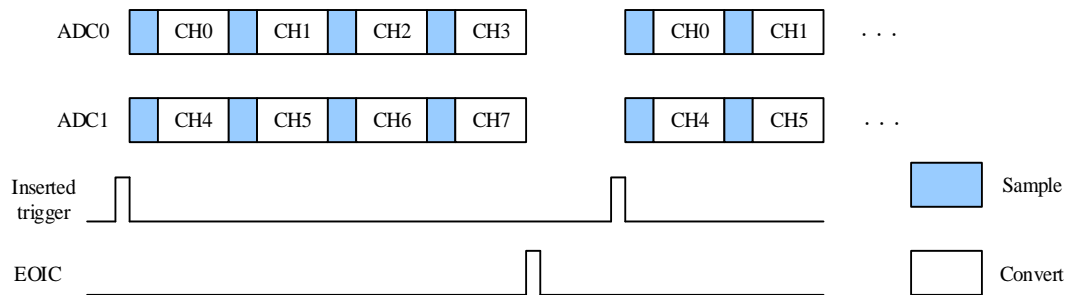 ADC0 CH0 CH1 CH2 CH3 CH0 CH1 . . .
ADC1 CH4 CH5 CH6 CH7 CH4 CH5 . . .
Inserted
trigger
Sample
EOIC
Convert